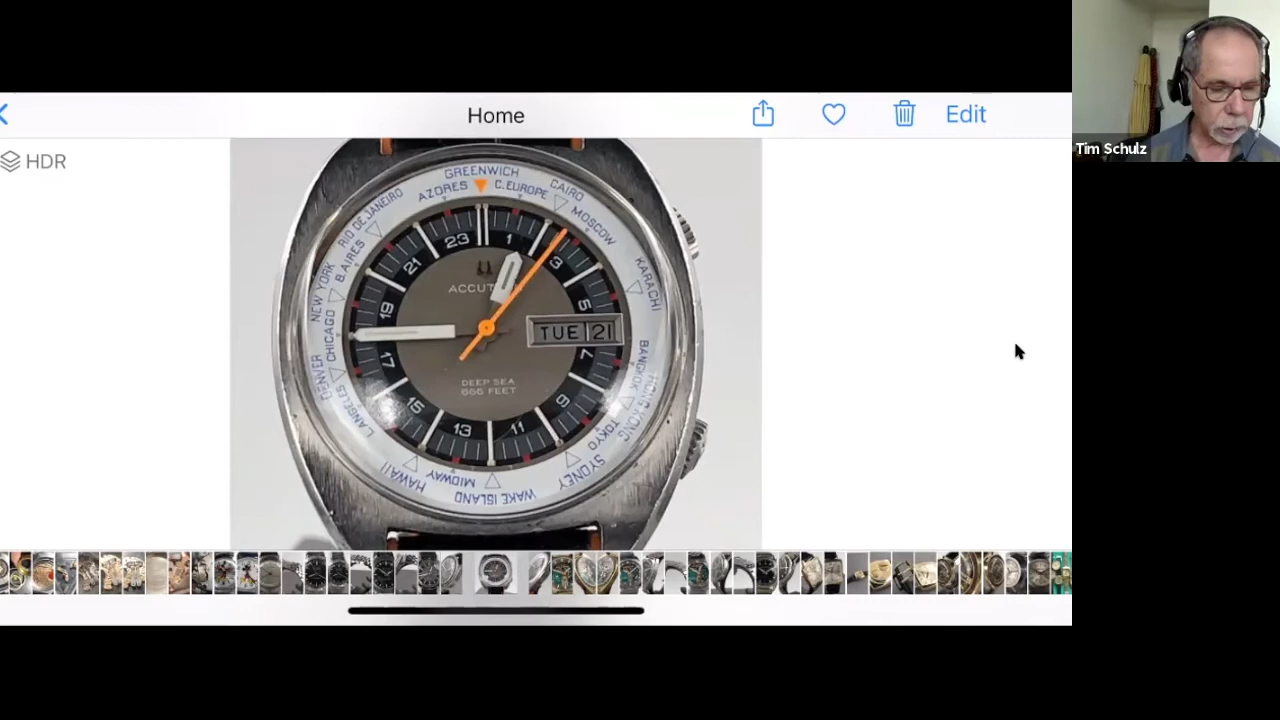 Home
Edit
HDR
Tim Schulz
GREENWICH
AZORES
C. EUROPE
CAIRO
MOSCOW
KARACHI
BANGKOK
HONG KONG
TOKYO
SYDNEY
WAKE ISLAND
MIDWAY
HAWAII
L. ANGELES
DENVER
CHICAGO
NEW YORK
B. AIRES
RIO DE JANEIRO
23
1
3
5
7
9
11
13
15
17
19
21
ACCUT
TUE 21
DEEP SEA
666 FEET